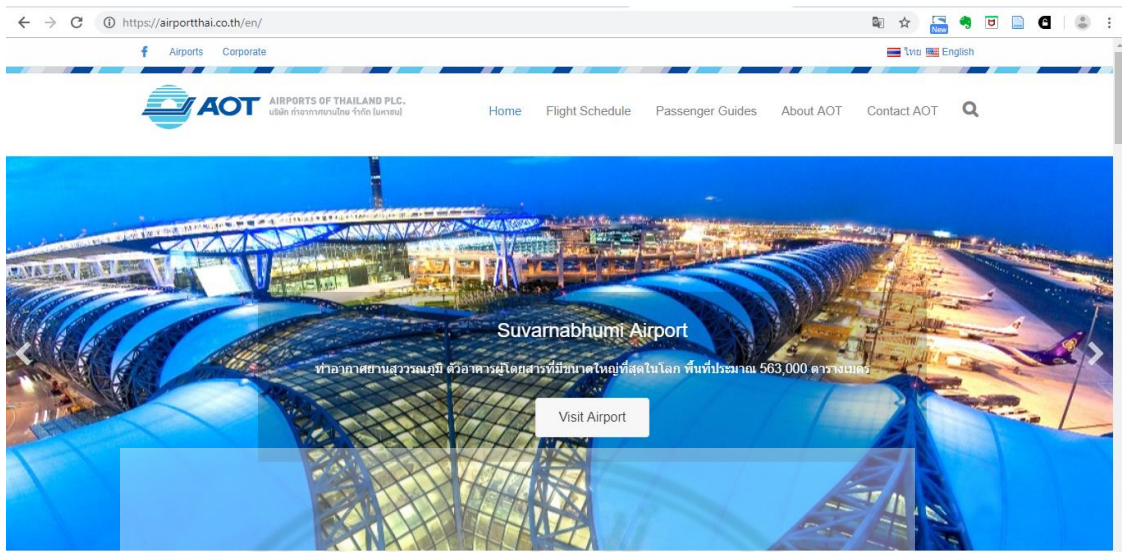 https://airportthai.co.th/en/
New
f Airports Corporate
ไทย English
AOT
AIRPORTS OF THAILAND PLC.
บริษัท ท่าอากาศยานไทย จำกัด (มหาชน)
Home Flight Schedule Passenger Guides About AOT Contact AOT
Suvarnabhumi Airport
ท่าอากาศยานสุวรรณภูมิ ตัวอาคารผู้โดยสารที่มีขนาดใหญ่ที่สุดในโลก พื้นที่ประมาณ 563,000 ตารางเมตร
Visit Airport